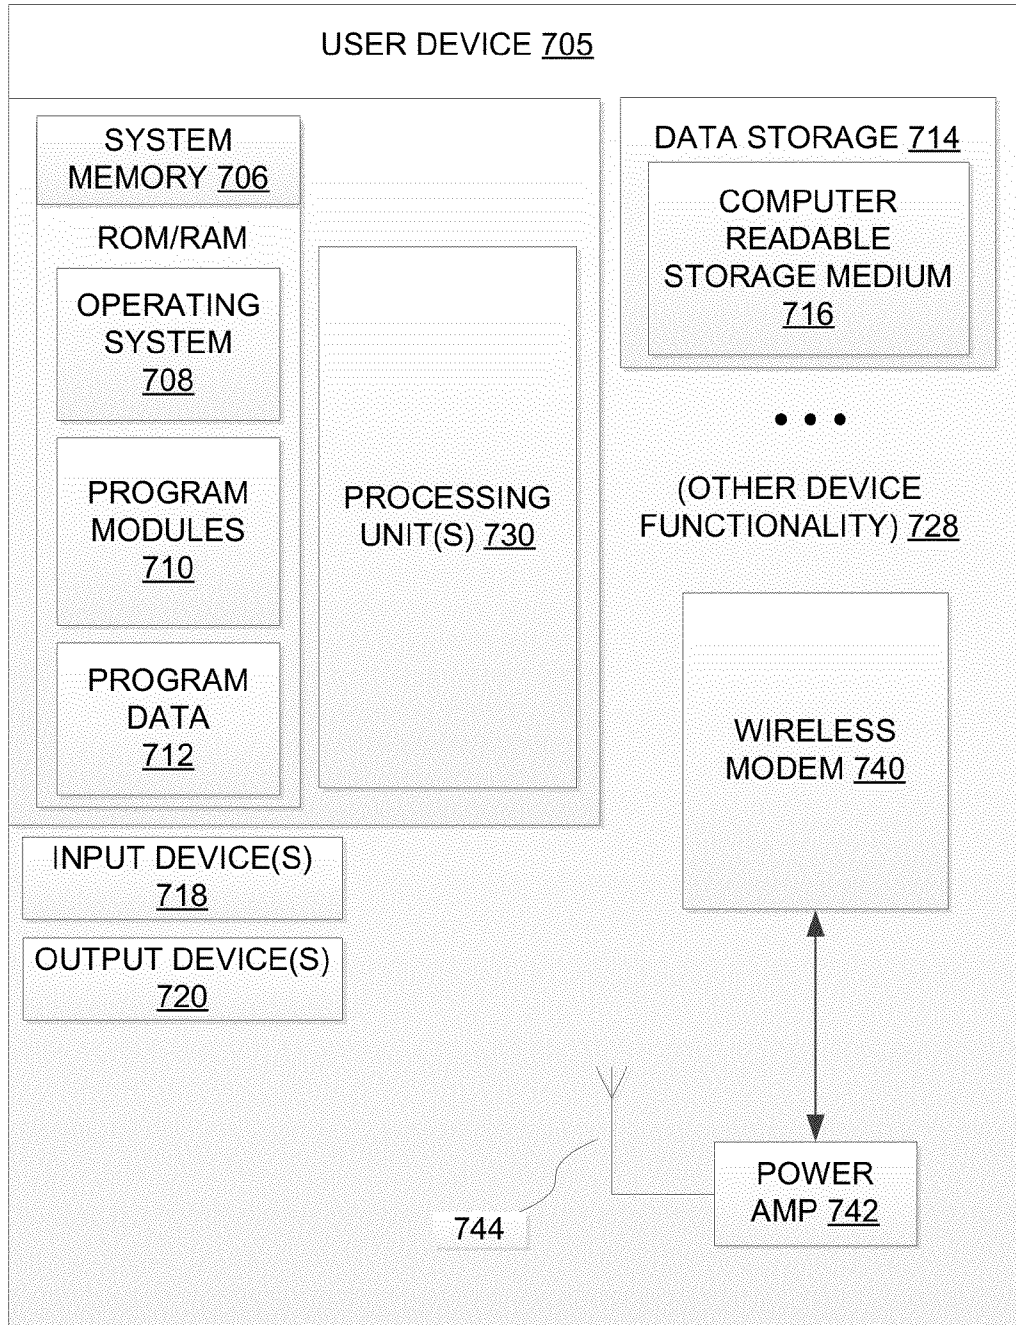 USER DEVICE 705
SYSTEM
MEMORY 706
ROM/RAM
OPERATING
SYSTEM
708
PROGRAM
MODULES
710
PROGRAM
DATA
712
PROCESSING
UNIT(S) 730
DATA STORAGE 714
COMPUTER
READABLE
STORAGE MEDIUM
716
• • •
(OTHER DEVICE
FUNCTIONALITY) 728
WIRELESS
MODEM 740
INPUT DEVICE(S)
718
OUTPUT DEVICE(S)
720
744
POWER
AMP 742